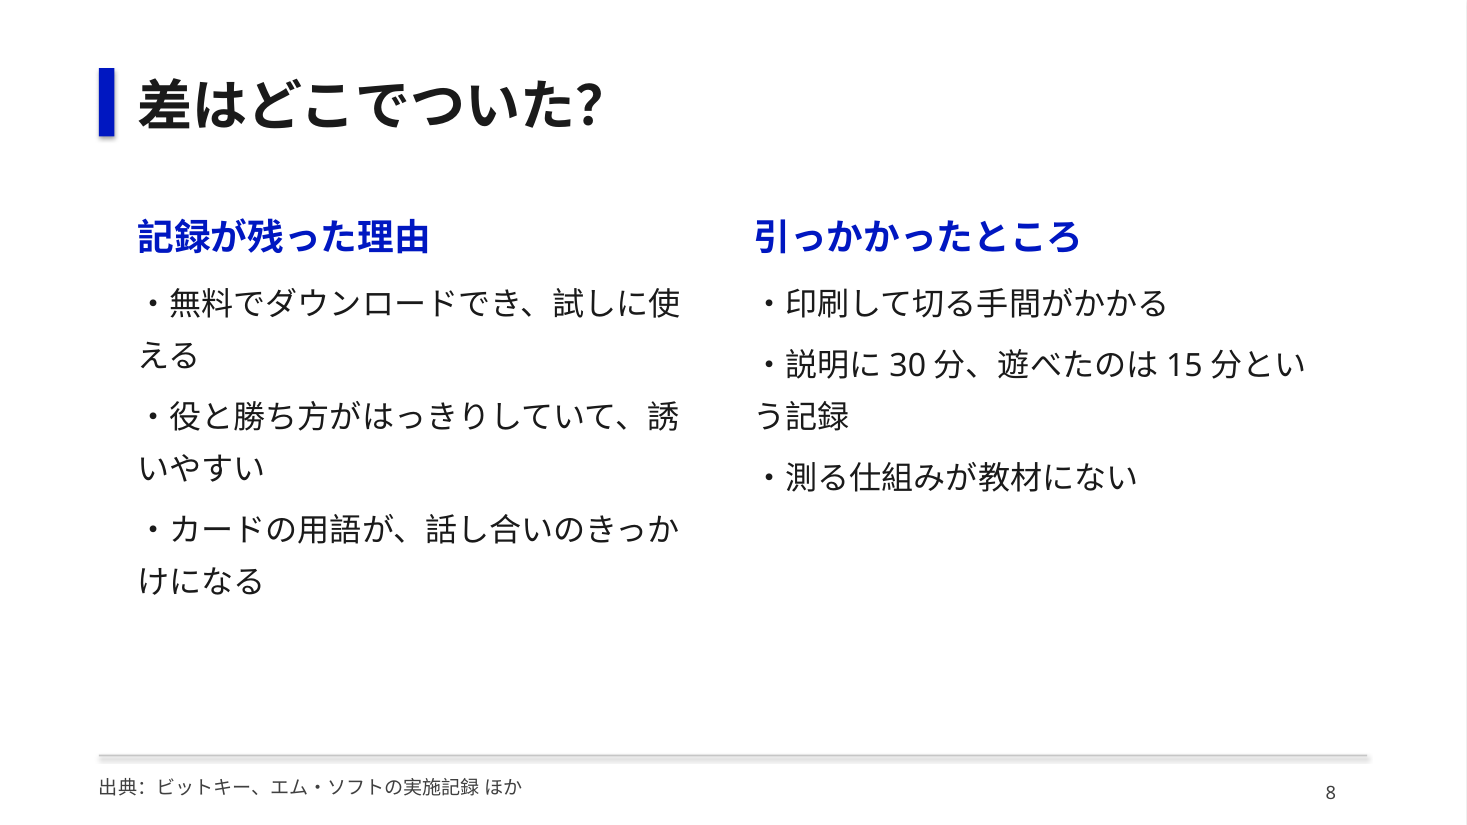 差はどこでついた？
記録が残った理由
・無料でダウンロードでき、試しに使
える
・役と勝ち方がはっきりしていて、誘
いやすい
・カードの用語が、話し合いのきっか
けになる
引っかかったところ
・印刷して切る手間がかかる
・説明に 30 分、遊べたのは 15 分とい
う記録
・測る仕組みが教材にない
出典：ビットキー、エム・ソフトの実施記録 ほか
8